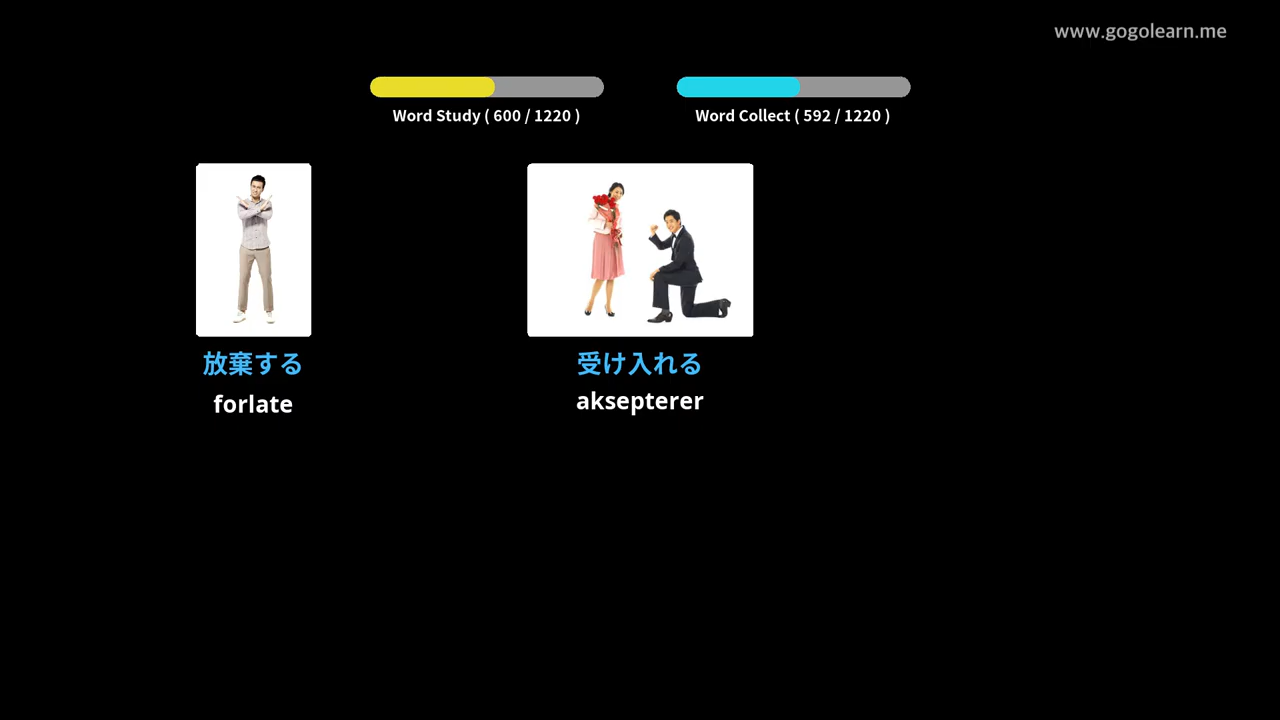 www.gogolearn.me
Word Study ( 600 / 1220 )
Word Collect ( 592 / 1220 )
放棄する
forlate
受け入れる
aksepterer